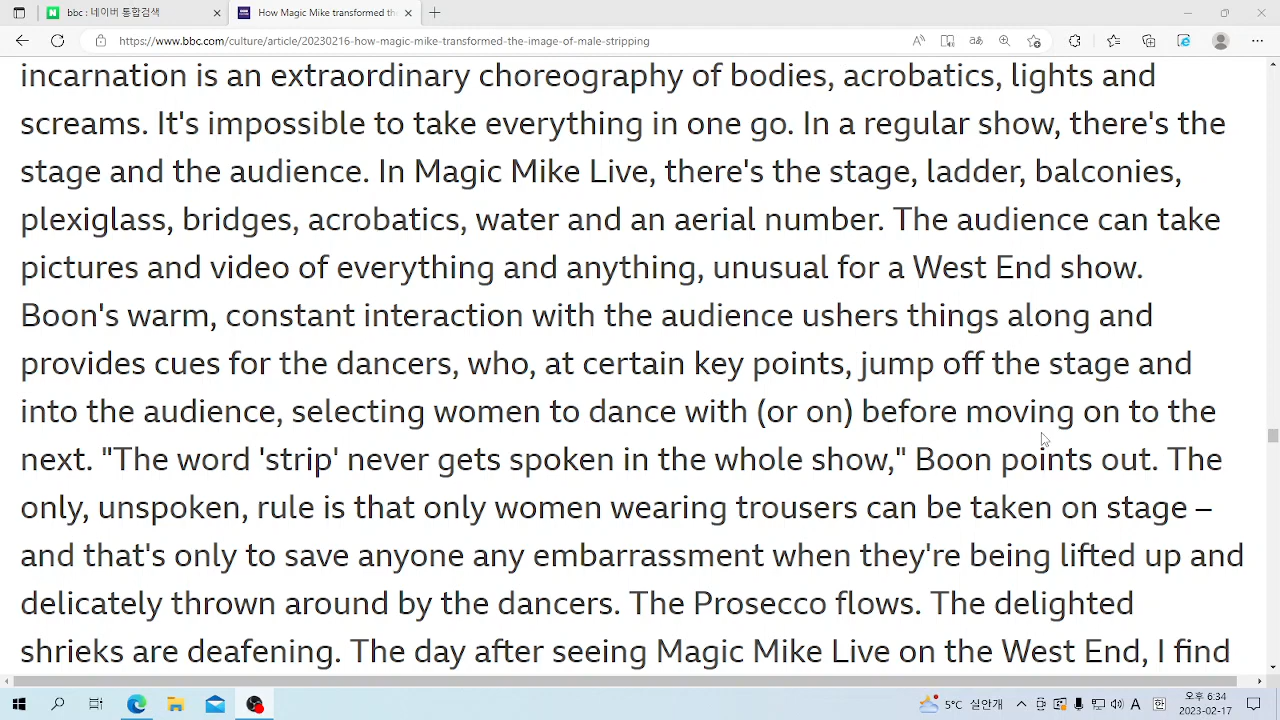 bbc : 네이버 통합검색
How Magic Mike transformed th
https://www.bbc.com/culture/article/20230216-how-magic-mike-transformed-the-image-of-male-stripping
incarnation is an extraordinary choreography of bodies, acrobatics, lights and
screams. It's impossible to take everything in one go. In a regular show, there's the
stage and the audience. In Magic Mike Live, there's the stage, ladder, balconies,
plexiglass, bridges, acrobatics, water and an aerial number. The audience can take
pictures and video of everything and anything, unusual for a West End show.
Boon's warm, constant interaction with the audience ushers things along and
provides cues for the dancers, who, at certain key points, jump off the stage and
into the audience, selecting women to dance with (or on) before moving on to the
next. "The word 'strip' never gets spoken in the whole show," Boon points out. The
only, unspoken, rule is that only women wearing trousers can be taken on stage –
and that's only to save anyone any embarrassment when they're being lifted up and
delicately thrown around by the dancers. The Prosecco flows. The delighted
shrieks are deafening. The day after seeing Magic Mike Live on the West End, I find
5°C 실안개
A
오후 6:34
2023-02-17